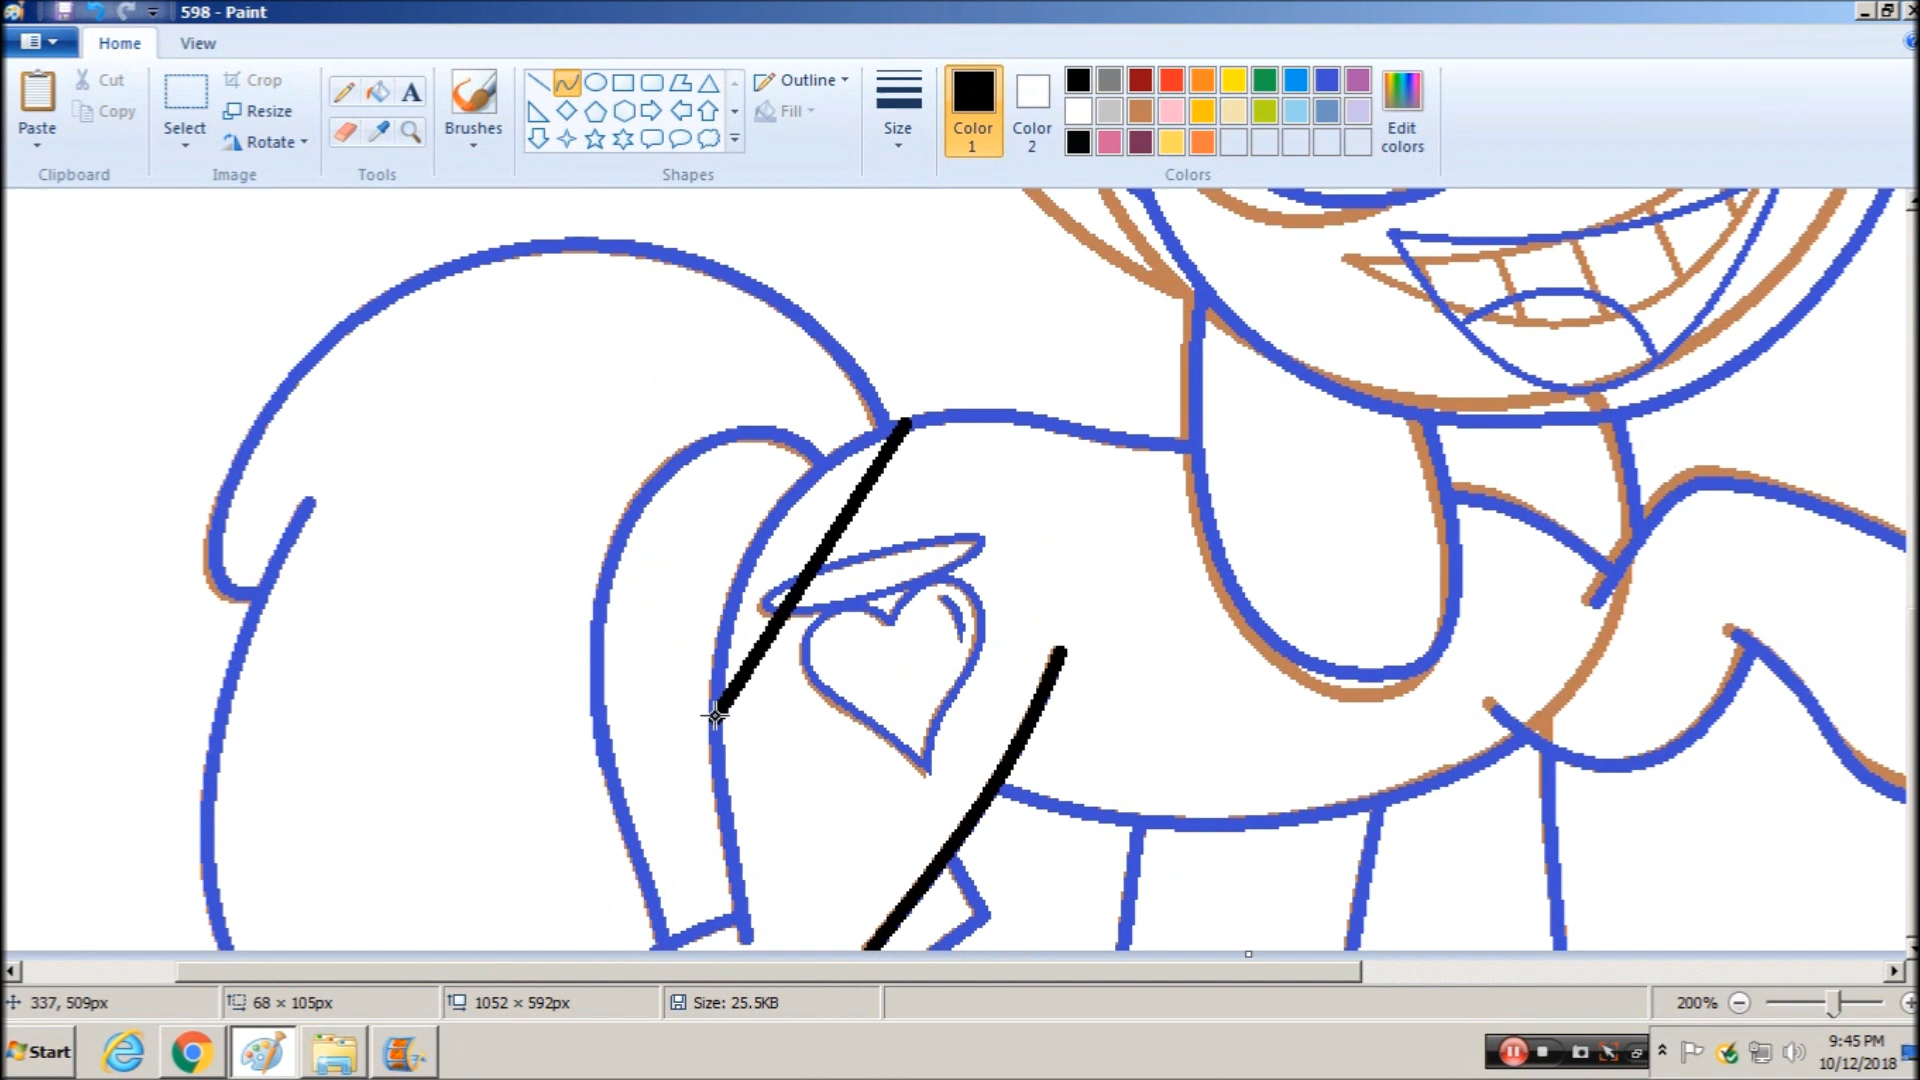 598 - Paint
Home View
Paste
Cut
Copy
Clipboard
Select
Crop
Resize
Rotate
Image
A
Tools
Brushes
Outline
Fill
Shapes
Size
Color 1
Color 2
Edit colors
Colors
337, 509px
68 × 105px
1052 × 592px
Size: 25.5KB
200%
Start
9:45 PM
10/12/2018